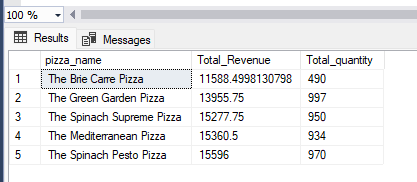 100 %
Results Messages
pizza_name Total_Revenue Total_quantity
1 The Brie Carre Pizza 11588.4998130798 490
2 The Green Garden Pizza 13955.75 997
3 The Spinach Supreme Pizza 15277.75 950
4 The Mediterranean Pizza 15360.5 934
5 The Spinach Pesto Pizza 15596 970